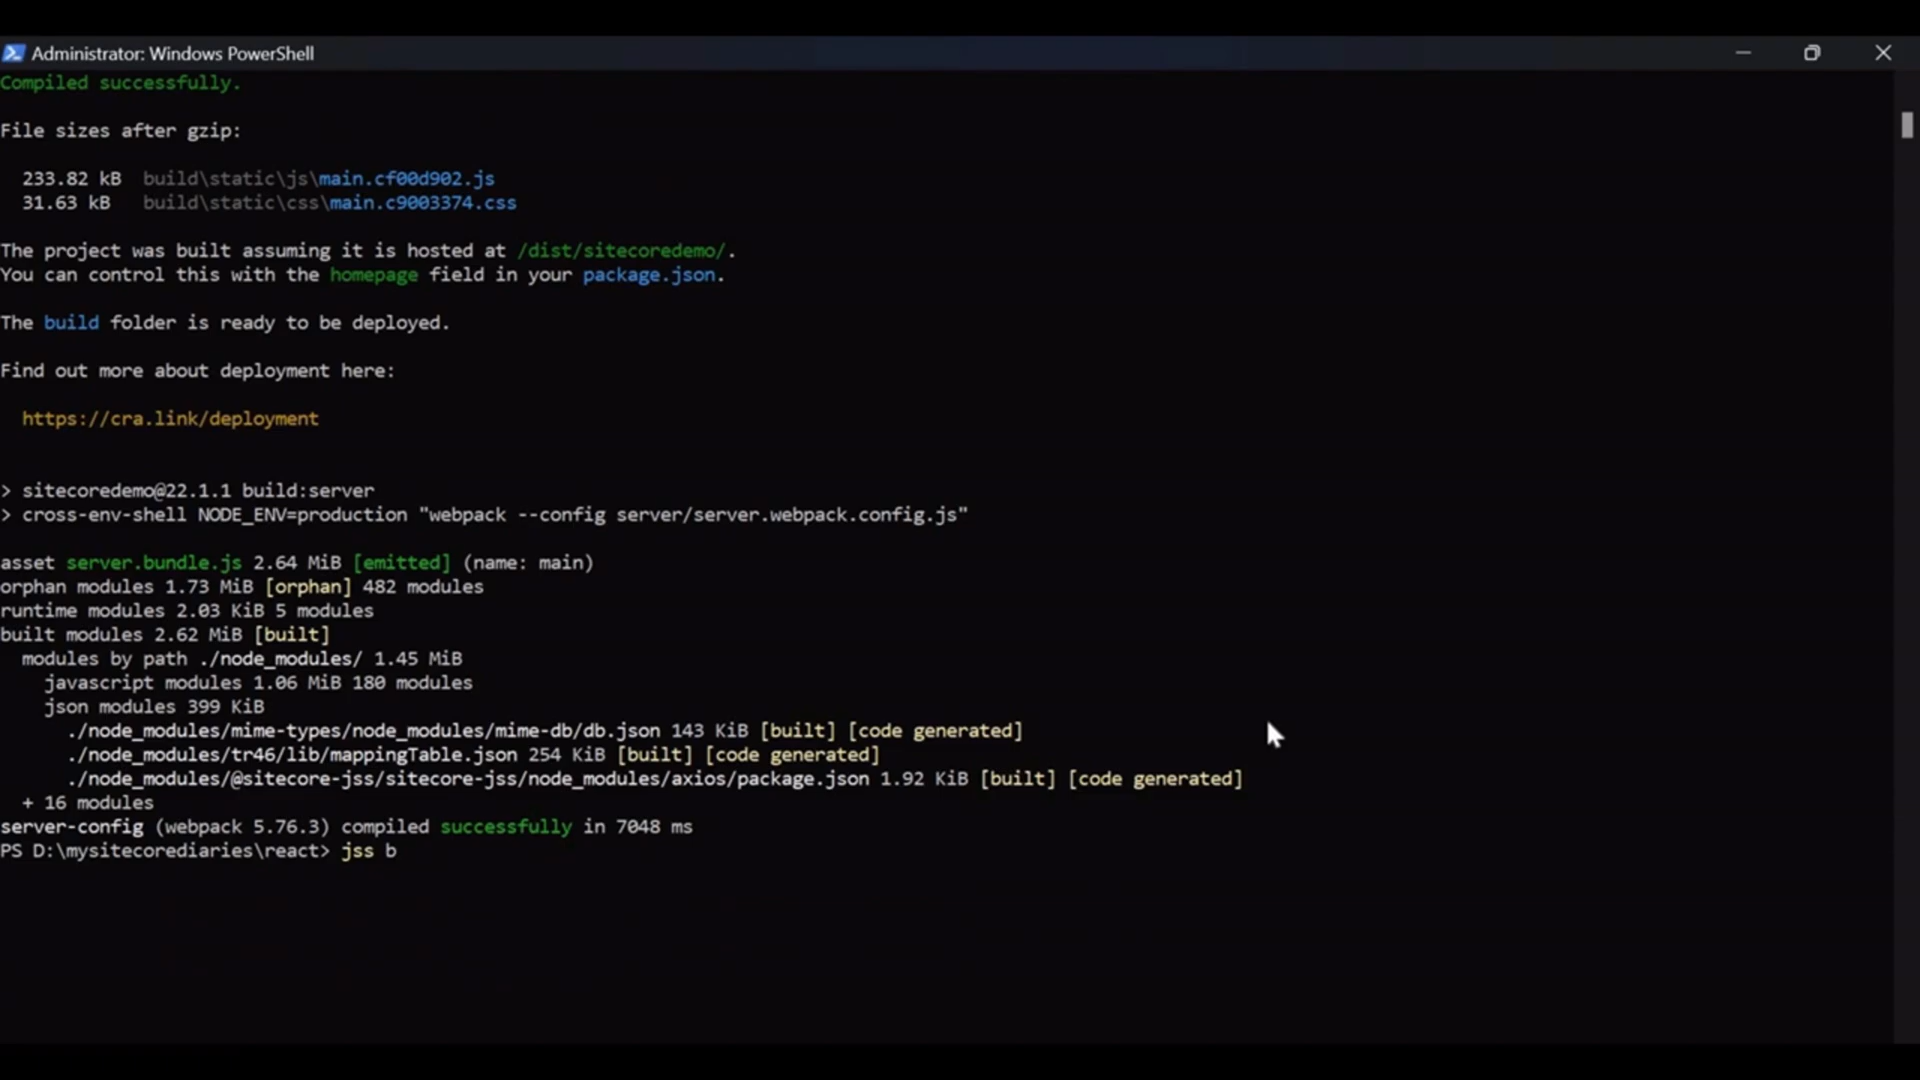 Administrator: Windows PowerShell
Compiled successfully.
File sizes after gzip:
233.82 kB  build\static\js\main.cf00d902.js
31.63 kB  build\static\css\main.c9003374.css
The project was built assuming it is hosted at /dist/sitecoredemo/.
You can control this with the homepage field in your package.json.
The build folder is ready to be deployed.
Find out more about deployment here:
https://cra.link/deployment
> sitecoredemo@22.1.1 build:server
> cross-env-shell NODE_ENV=production "webpack --config server/server.webpack.config.js"
asset server.bundle.js 2.64 MiB [emitted] (name: main)
orphan modules 1.73 MiB [orphan] 482 modules
runtime modules 2.03 KiB 5 modules
built modules 2.62 MiB [built]
modules by path ./node_modules/ 1.45 MiB
javascript modules 1.06 MiB 180 modules
json modules 399 KiB
./node_modules/mime-types/node_modules/mime-db/db.json 143 KiB [built] [code generated]
./node_modules/tr46/lib/mappingTable.json 254 KiB [built] [code generated]
./node_modules/@sitecore-jss/sitecore-jss/node_modules/axios/package.json 1.92 KiB [built] [code generated]
+ 16 modules
server-config (webpack 5.76.3) compiled successfully in 7048 ms
PS D:\mysitecorediaries\react> jss b